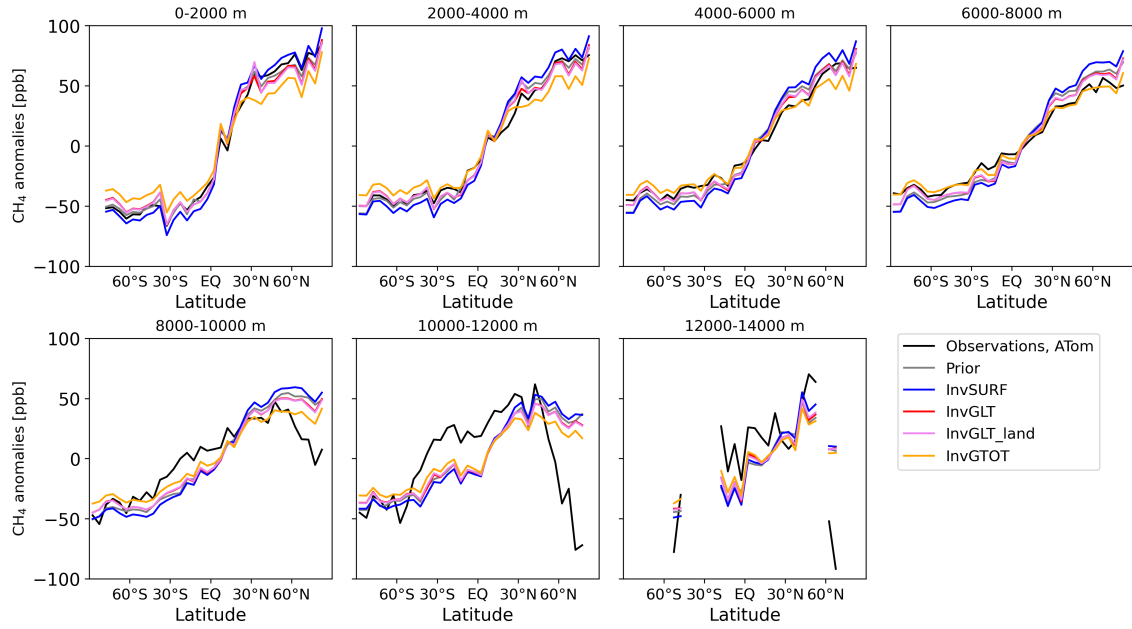 0-2000 m
2000-4000 m
4000-6000 m
6000-8000 m
100
50
0
−50
−100
CH₄ anomalies [ppb]
60°S 30°S EQ 30°N 60°N
60°S 30°S EQ 30°N 60°N
60°S 30°S EQ 30°N 60°N
60°S 30°S EQ 30°N 60°N
Latitude
Latitude
Latitude
Latitude
8000-10000 m
10000-12000 m
12000-14000 m
100
50
0
−50
−100
CH₄ anomalies [ppb]
60°S 30°S EQ 30°N 60°N
60°S 30°S EQ 30°N 60°N
60°S 30°S EQ 30°N 60°N
Latitude
Latitude
Latitude
Observations, ATom
Prior
InvSURF
InvGLT
InvGLT_land
InvGTOT